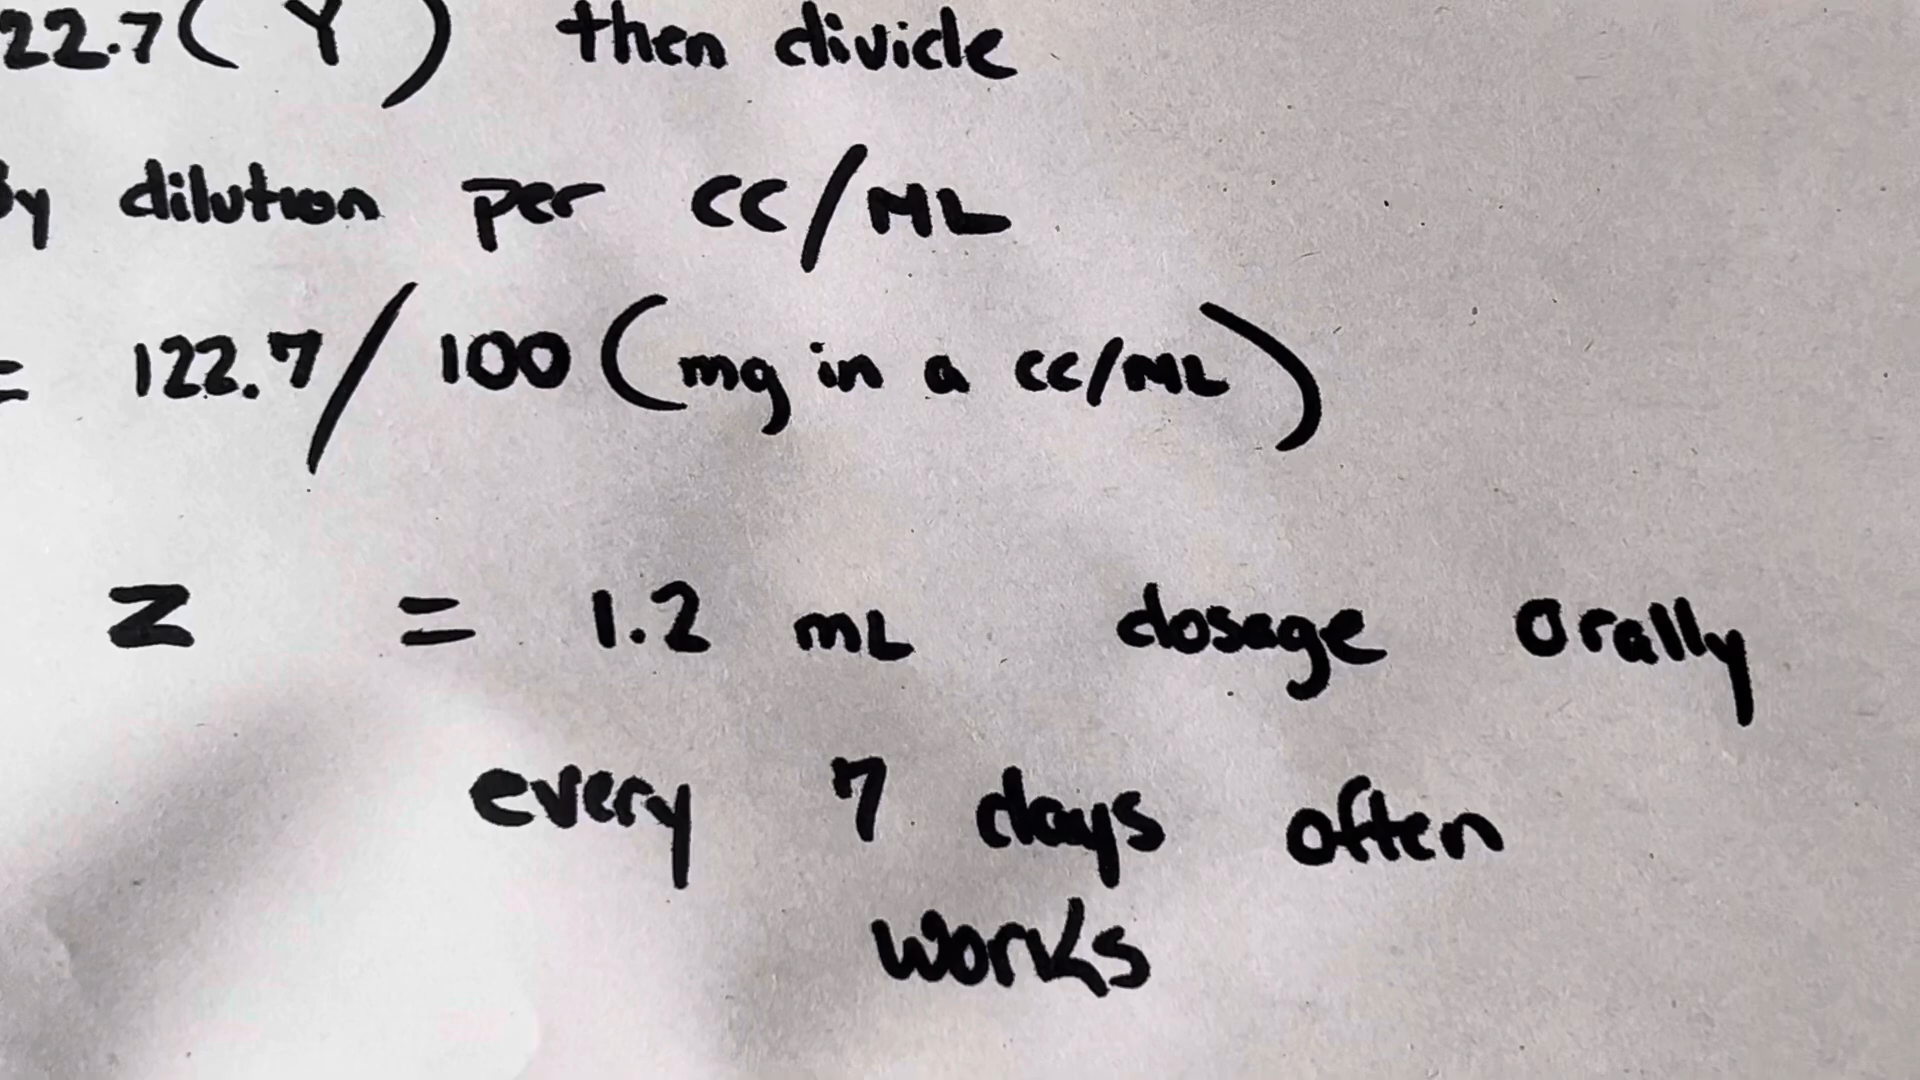 22.7( Y ) then divide
By dilution per CC/ML
= 122.7/100 (mg in a cc/ML)
Z = 1.2 mL dosage Orally
every 7 days often
works